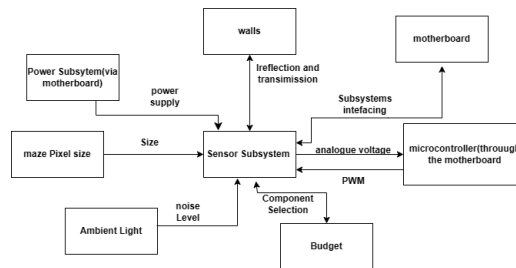 walls
motherboard
Power Subsytem(via
motherboard)
power
supply
Ireflection and
transimission
Subsystems
intefacing
maze Pixel size
Size
Sensor Subsystem
analogue voltage
microcontroller(throough
the motherboard
PWM
Ambient Light
noise
Level
Component
Selection
Budget